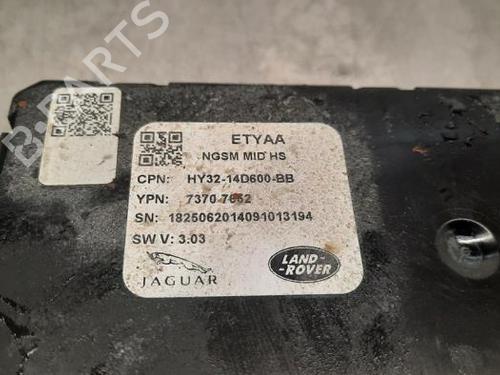 ETYAA
NGSM MID HS
CPN: HY32-14D600-BB
YPN: 7370 7652
SN: 1825062014091013194
SW V: 3.03
JAGUAR
LAND-
-ROVER
B-PARTS